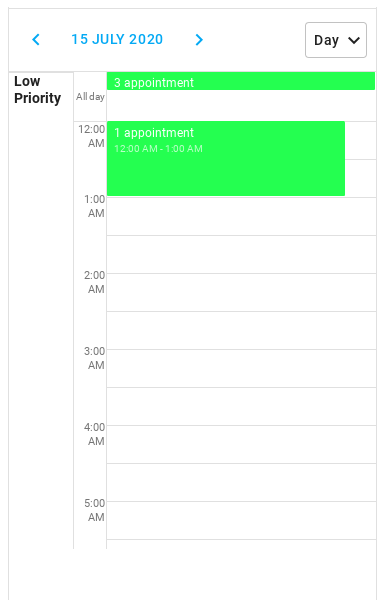 15 JULY 2020
Day
Low
Priority
All day
3 appointment
12:00
AM
1 appointment
12:00 AM - 1:00 AM
1:00
AM
2:00
AM
3:00
AM
4:00
AM
5:00
AM